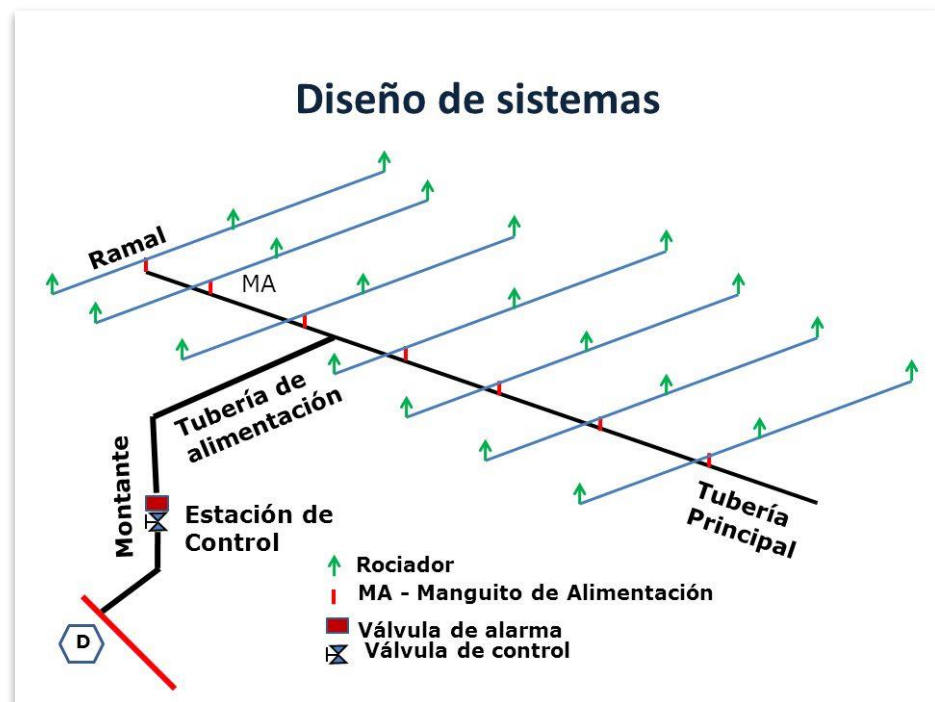 Diseño de sistemas
Ramal
MA
Tubería de
alimentación
Montante
Estación de
Control
Tubería
Principal
Rociador
MA - Manguito de Alimentación
Válvula de alarma
Válvula de control
D